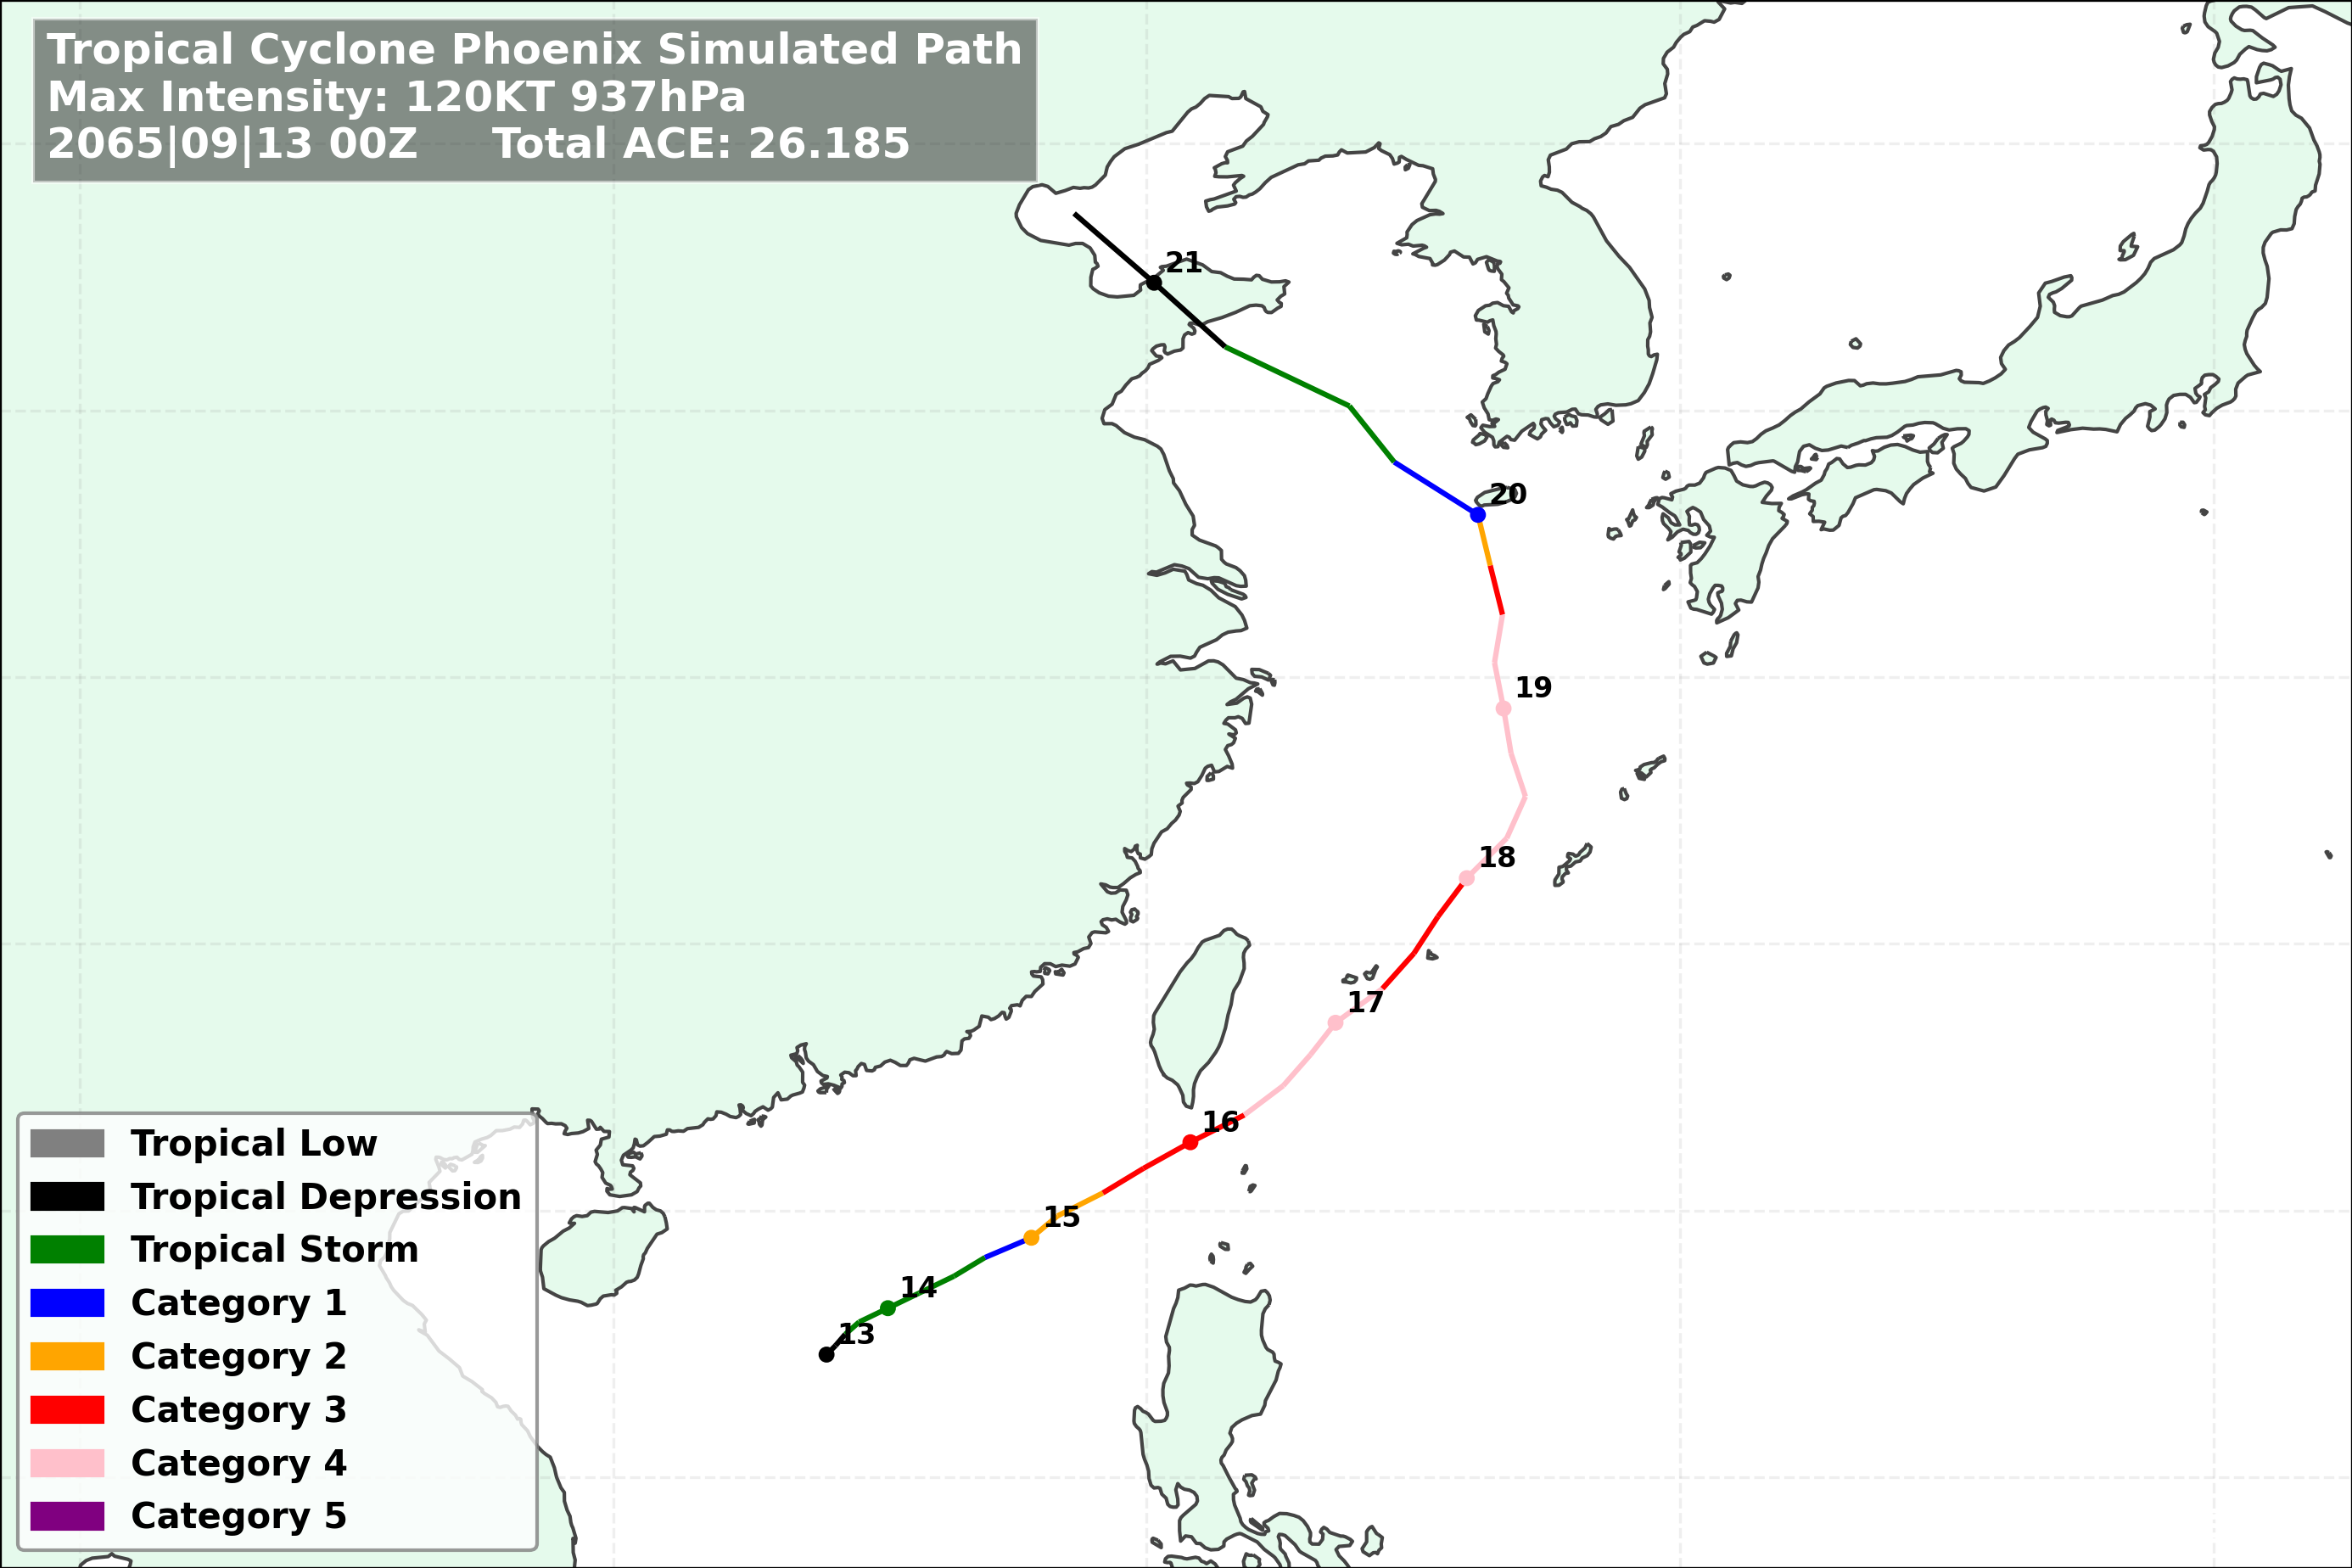 Tropical Cyclone Phoenix Simulated Path
Max Intensity: 120KT 937hPa
2065|09|13 00Z Total ACE: 26.185
21
20
19
18
17
16
15
14
13
Tropical Low
Tropical Depression
Tropical Storm
Category 1
Category 2
Category 3
Category 4
Category 5